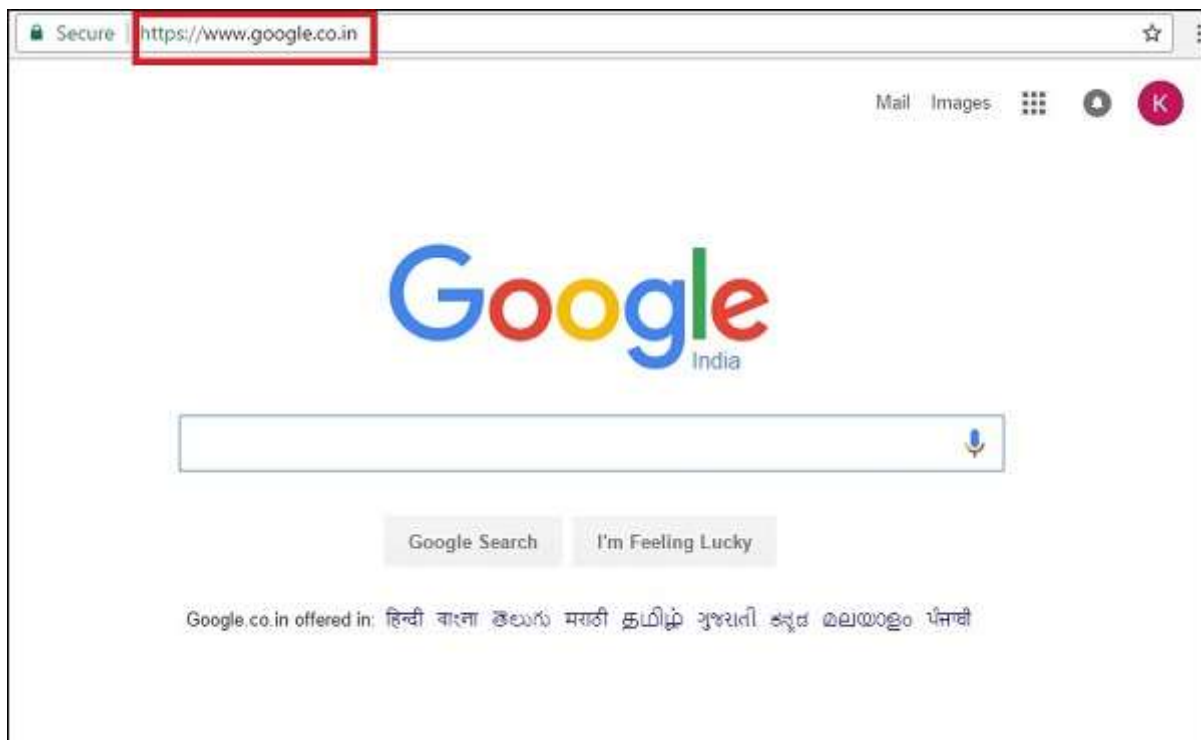 Secure https://www.google.co.in
Mail Images K
Google
India
Google Search I'm Feeling Lucky
Google.co.in offered in: हिन्दी বাংলা తెలుగు मराठी தமிழ் ગુજરાતી ಕನ್ನಡ മലയാളം ਪੰਜਾਬੀ